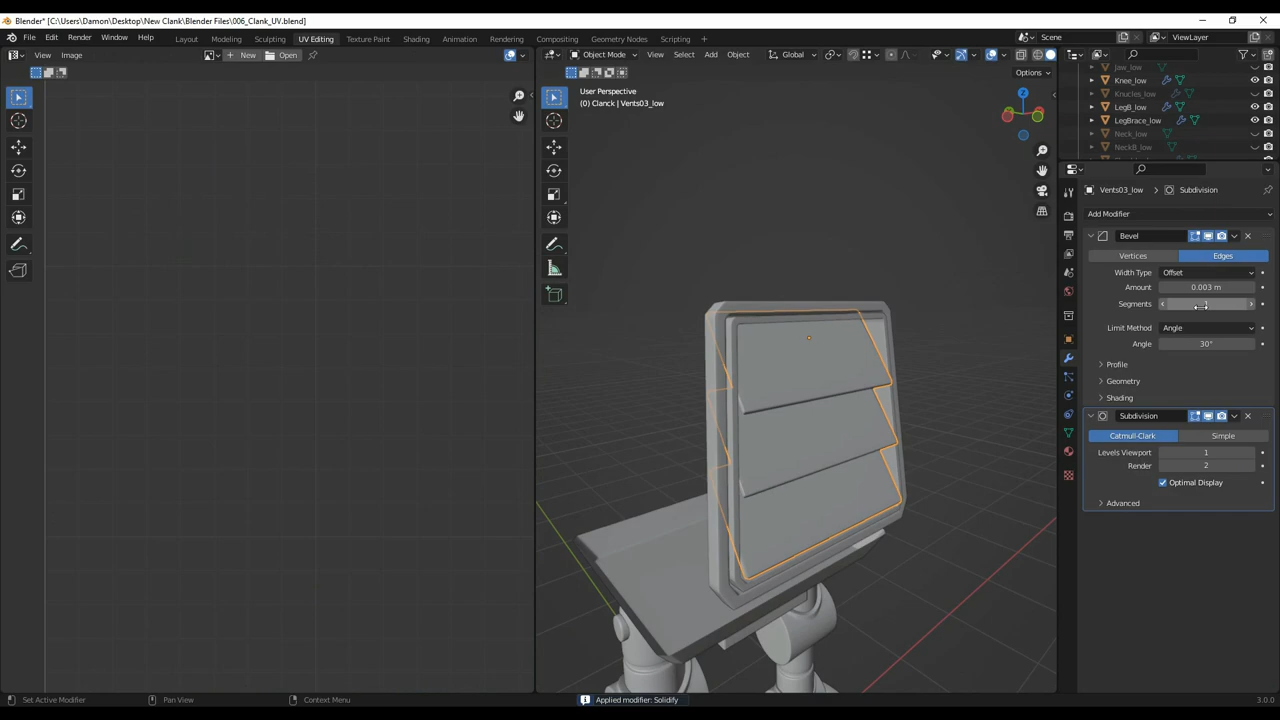 Blender* [C:\Users\Damon\Desktop\New Clank\Blender Files\006_Clank_UV.blend]
File Edit Render Window Help Layout Modeling Sculpting UV Editing Texture Paint Shading Animation Rendering Compositing Geometry Nodes Scripting Scene ViewLayer
View Image New Open Object Mode View Select Add Object Global
Options
User Perspective
(0) Clanck | Vents03_low
Z
Jaw_low
Knee_low
Knucles_low
LegB_low
LegBrace_low
Neck_low
NeckB_low
Vents03_low > Subdivision
Add Modifier
Bevel
Vertices Edges
Width Type Offset
Amount 0.003 m
Segments 1
Limit Method Angle
Angle 30°
Profile
Geometry
Shading
Subdivision
Catmull-Clark Simple
Levels Viewport 1
Render 2
Optimal Display
Advanced
Set Active Modifier Pan View Context Menu Applied modifier: Solidify 3.0.0